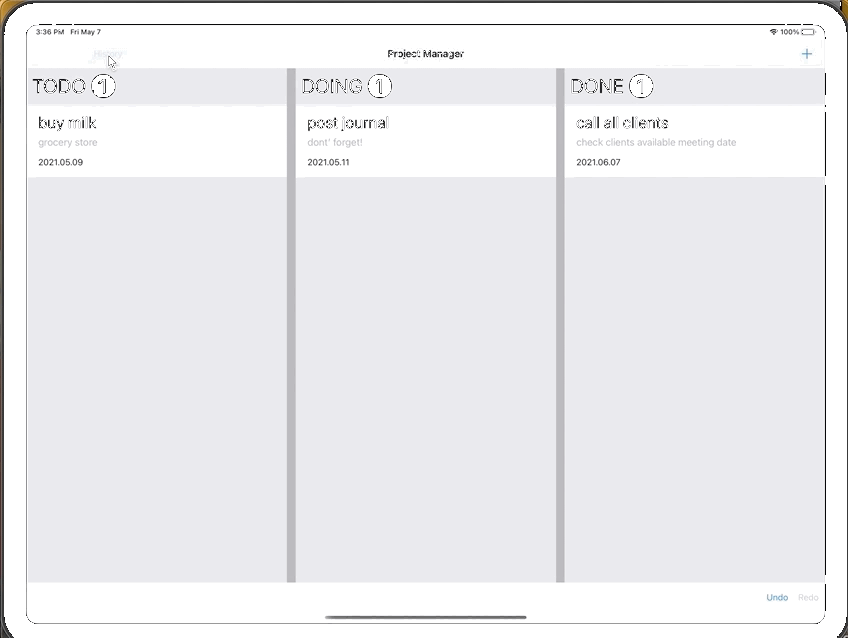 3:36 PM Fri May 7
100%
History
Project Manager
+
TODO 1
buy milk
grocery store
2021.05.09
DOING 1
post journal
dont' forget!
2021.05.11
DONE 1
call all clients
check clients available meeting date
2021.06.07
Undo Redo